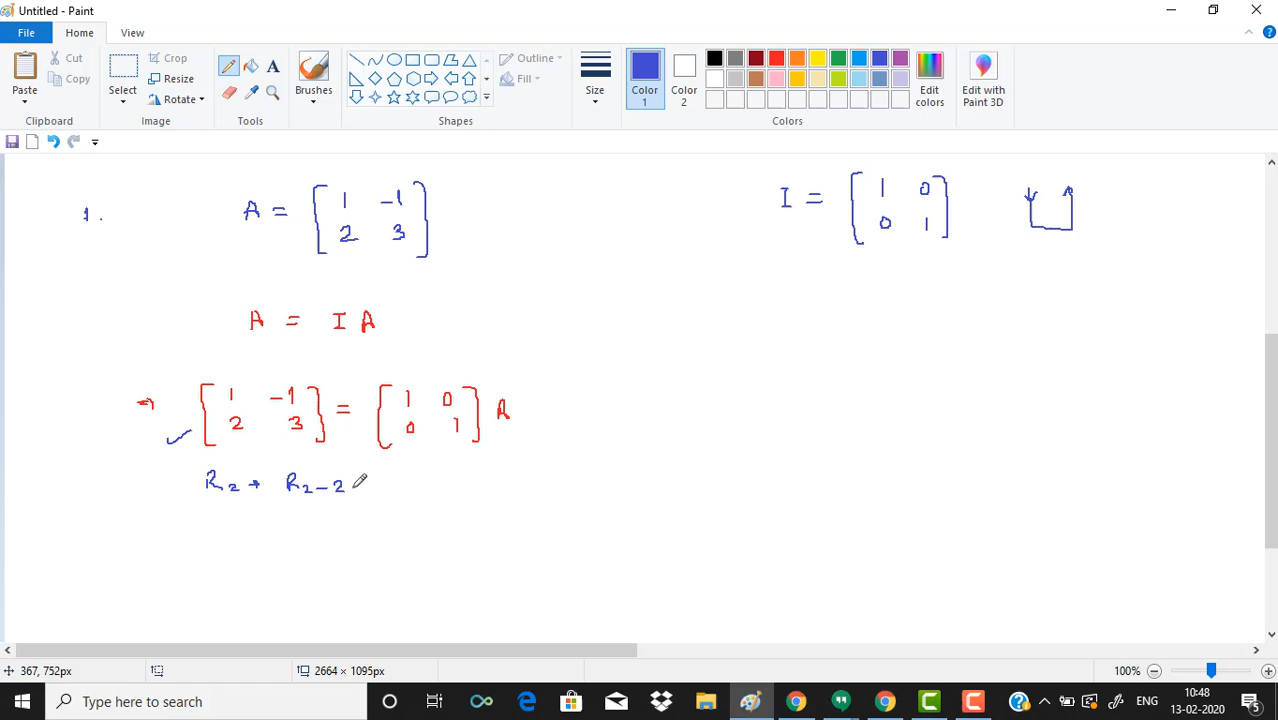 Untitled - Paint
File Home View
Paste
Cut
Copy
Clipboard
Select
Crop
Resize
Rotate
Image
Tools
Brushes
Shapes
Outline
Fill
Size
Color 1
Color 2
Colors
Edit colors
Edit with Paint 3D
1. A = [ 1 -1
2 3 ]
I = [ 1 0
0 1 ]
A = I A
⇒ [ 1 -1
2 3 ] = [ 1 0
0 1 ] A
R2 → R2 - 2
367, 752px
2664 × 1095px
100%
Type here to search
ENG
10:48
13-02-2020
5